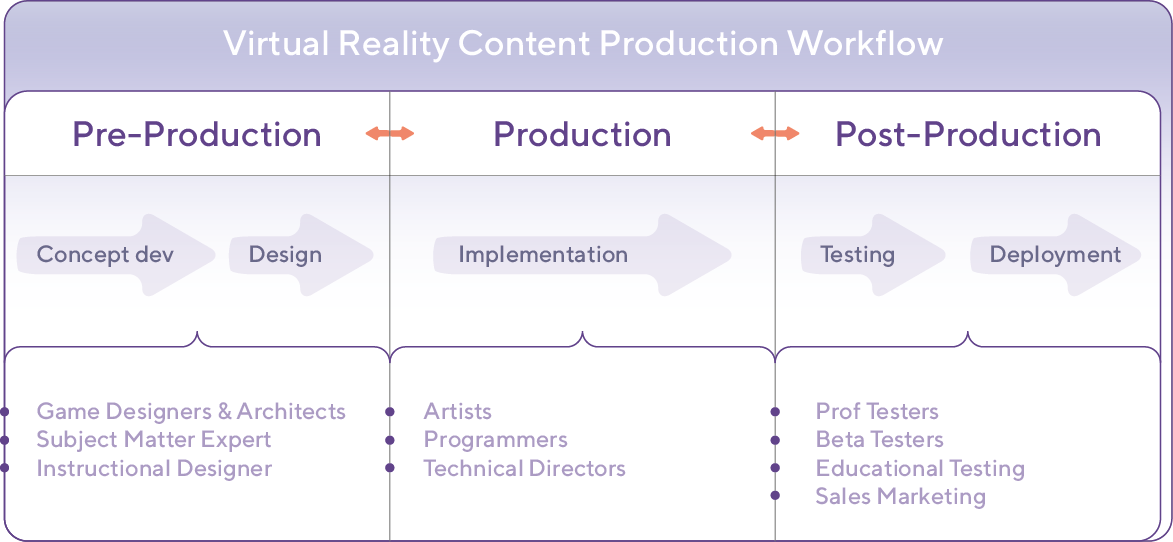 Virtual Reality Content Production Workflow
Pre-Production
Production
Post-Production
Concept dev
Design
Implementation
Testing
Deployment
Game Designers & Architects
Subject Matter Expert
Instructional Designer
Artists
Programmers
Technical Directors
Prof Testers
Beta Testers
Educational Testing
Sales Marketing